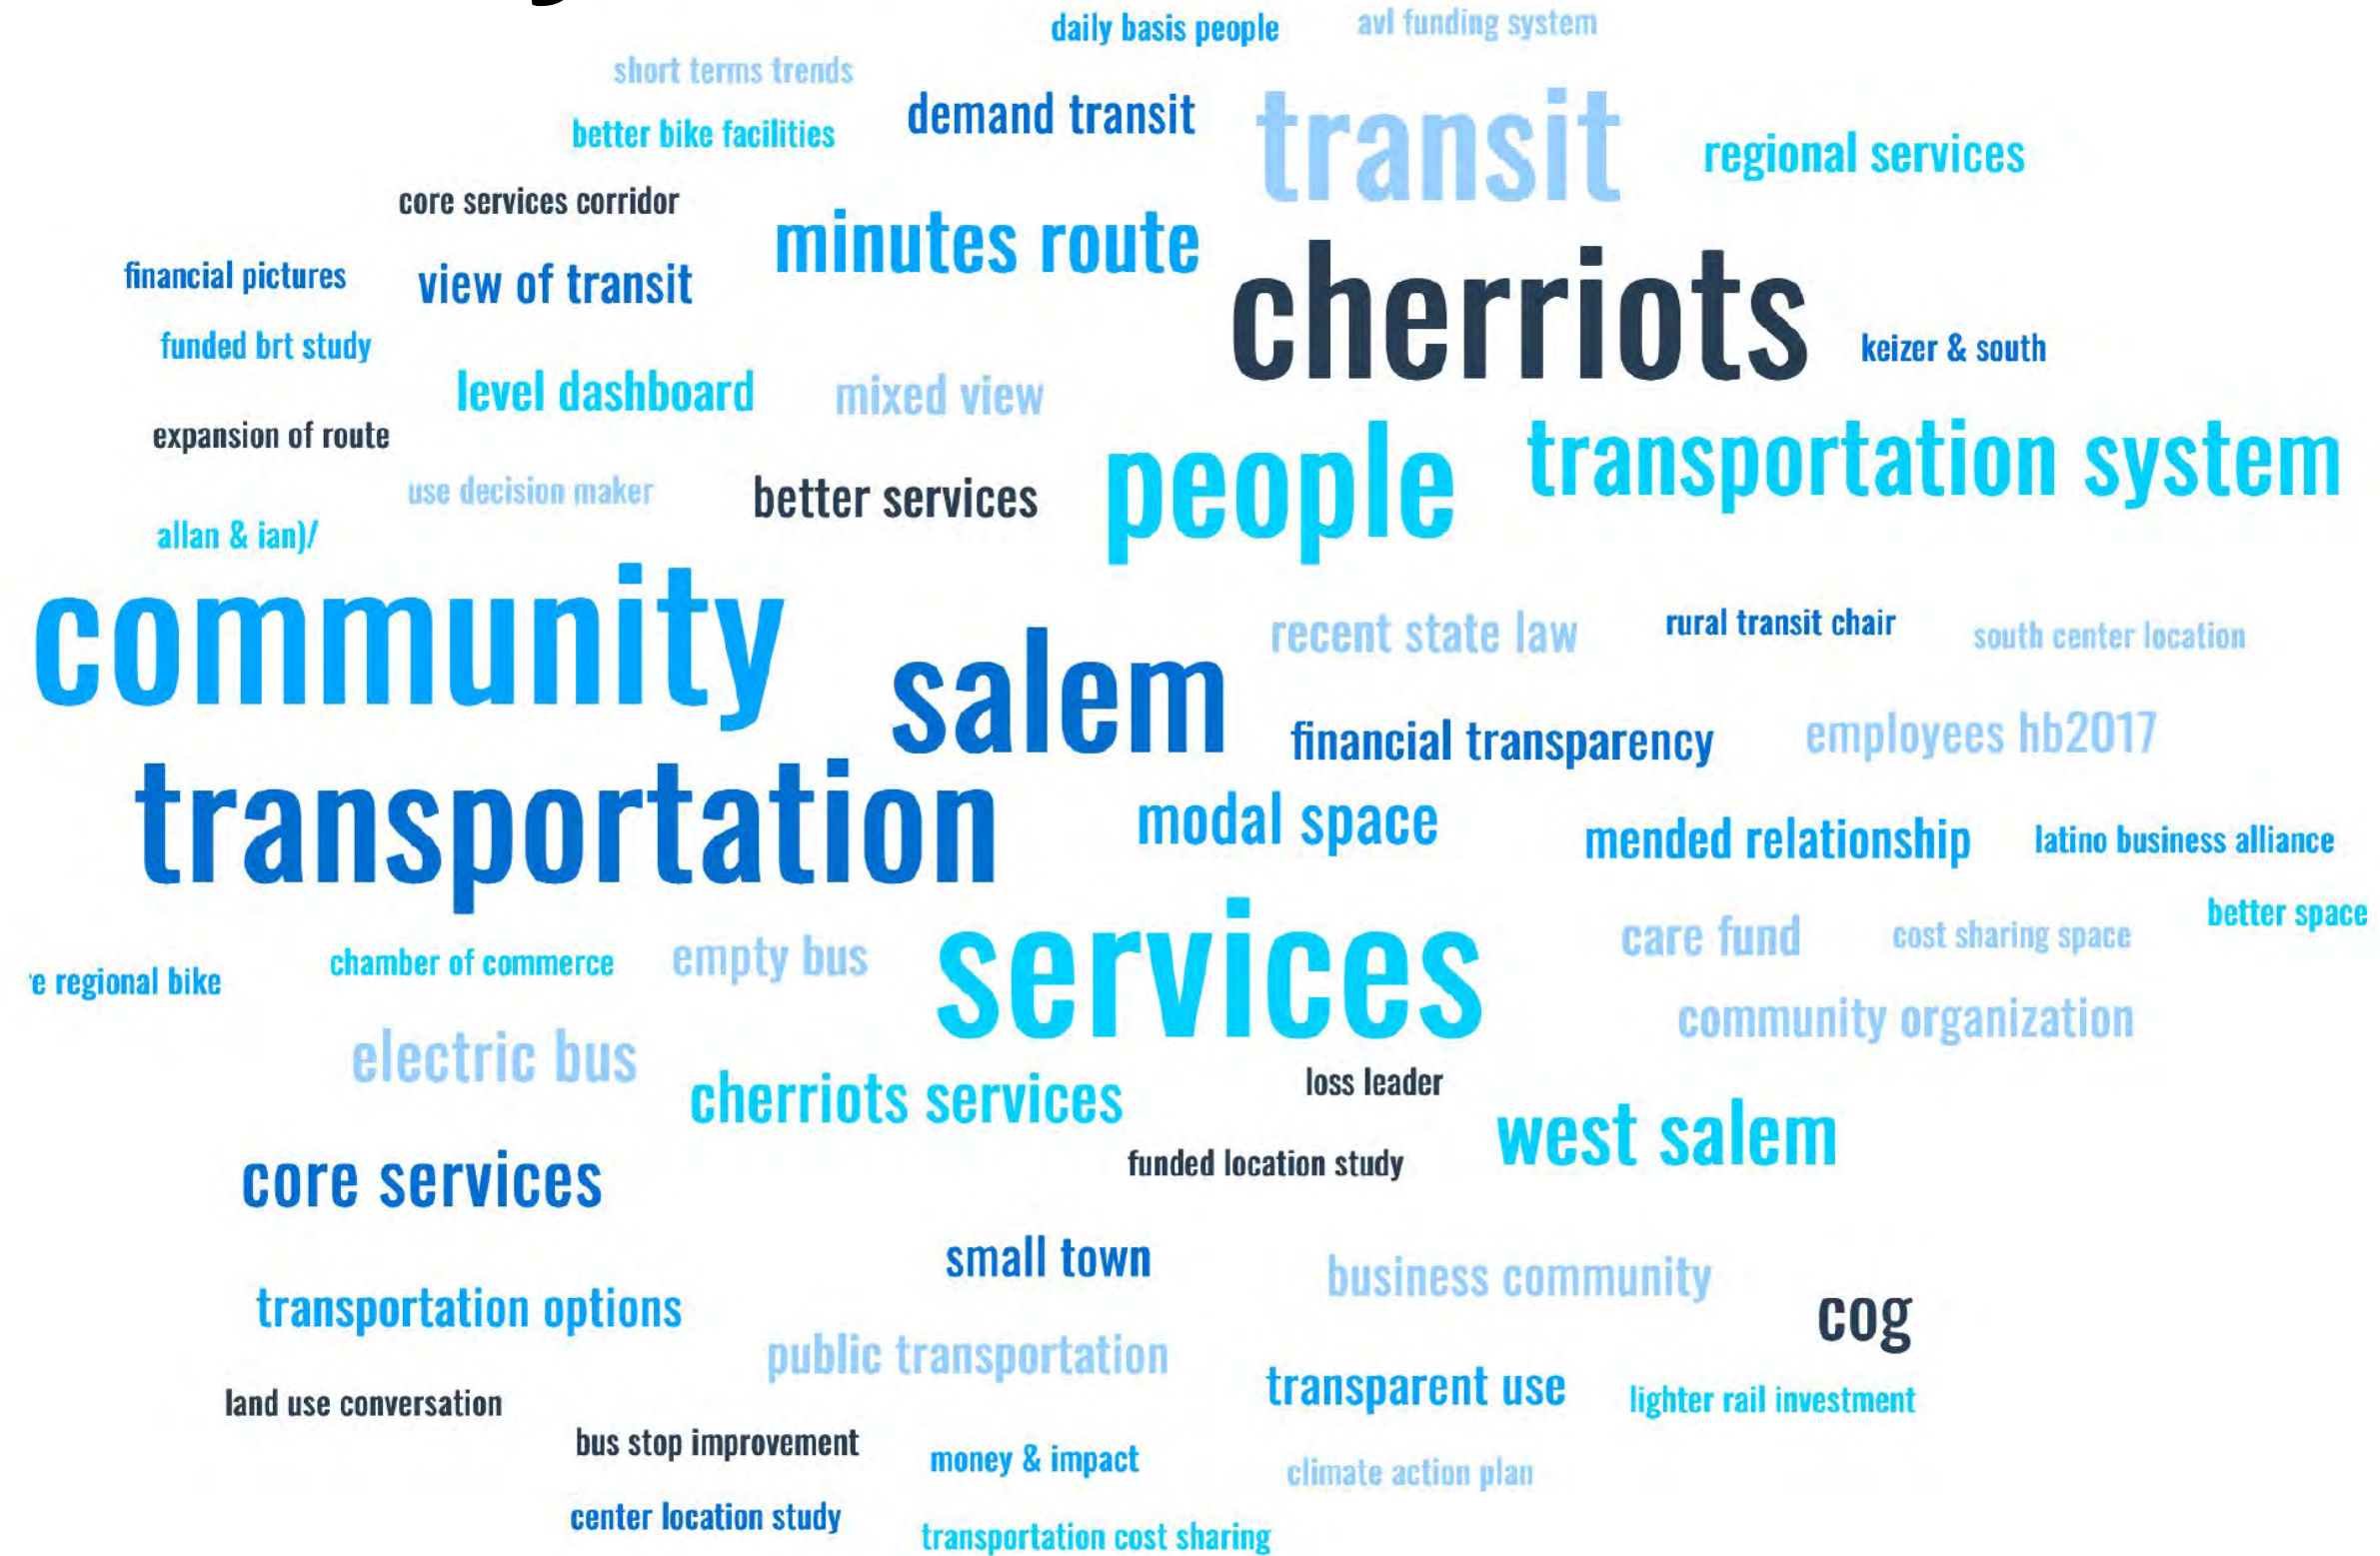 daily basis people
avl funding system
short terms trends
demand transit
transit
better bike facilities
regional services
core services corridor
minutes route
cherriots
financial pictures
view of transit
funded brt study
keizer & south
level dashboard
mixed view
expansion of route
people
transportation system
use decision maker
better services
allan & ian)/
community
salem
recent state law
rural transit chair
south center location
financial transparency
employees hb2017
transportation
modal space
mended relationship
latino business alliance
services
care fund
cost sharing space
better space
e regional bike
chamber of commerce
empty bus
community organization
electric bus
cherriots services
loss leader
west salem
core services
funded location study
small town
business community
transportation options
cog
public transportation
transparent use
lighter rail investment
land use conversation
bus stop improvement
money & impact
climate action plan
center location study
transportation cost sharing